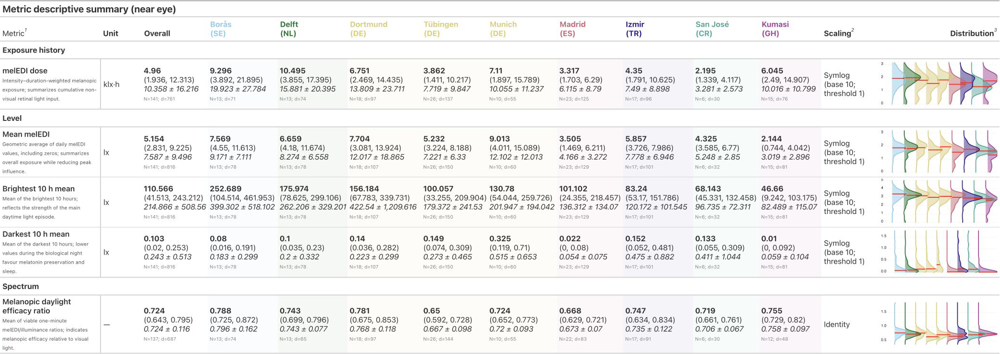 Metric descriptive summary (near eye)
Metric1 Unit Overall Borås (SE) Delft (NL) Dortmund (DE) Tübingen (DE) Munich (DE) Madrid (ES) Izmir (TR) San José (CR) Kumasi (GH) Scaling2 Distribution3
Exposure history
melEDI dose
Intensity–duration-weighted melanopic
exposure; summarizes cumulative non-
visual retinal light input.
klx·h
4.96 9.296 10.495 6.751 3.862 7.11 3.317 4.35 2.195 6.045
(1.936, 12.313) (3.892, 21.895) (3.855, 17.395) (2.469, 14.435) (1.411, 10.217) (1.897, 15.789) (1.703, 6.29) (1.791, 10.625) (1.339, 4.117) (2.49, 14.907)
10.358 ± 16.216 19.923 ± 27.784 15.881 ± 20.395 13.809 ± 23.711 7.719 ± 9.847 10.055 ± 11.237 6.115 ± 8.79 7.49 ± 8.898 3.281 ± 2.573 10.016 ± 10.799
N=141; d=761 N=13; d=71 N=13; d=74 N=18; d=97 N=26; d=137 N=10; d=55 N=23; d=125 N=17; d=96 N=6; d=30 N=15; d=76
Symlog
(base 10;
threshold 1)
3
2
1
0
Level
Mean melEDI
Geometric average of daily melEDI
values, including zeros; summarizes
overall exposure while reducing peak
influence.
lx
5.154 7.569 6.659 7.704 5.232 9.013 3.505 5.857 4.325 2.144
(2.831, 9.225) (4.55, 11.613) (4.18, 11.674) (3.081, 13.924) (3.224, 8.188) (4.011, 15.089) (1.469, 6.211) (3.726, 7.986) (3.585, 6.77) (0.744, 4.042)
7.587 ± 9.496 9.171 ± 7.111 8.274 ± 6.558 12.017 ± 18.865 7.221 ± 6.33 12.102 ± 12.013 4.166 ± 3.272 7.778 ± 6.946 5.248 ± 2.85 3.019 ± 2.896
N=141; d=816 N=13; d=78 N=13; d=78 N=18; d=107 N=26; d=150 N=10; d=60 N=23; d=129 N=17; d=101 N=6; d=32 N=15; d=81
Symlog
(base 10;
threshold 1)
3
2
1
0
Brightest 10 h mean
Mean of the brightest 10 hours;
reflects the strength of the main
daytime light episode.
lx
110.566 252.689 175.974 156.184 100.057 130.78 101.102 83.24 68.143 46.66
(41.513, 243.212) (104.514, 461.953) (78.625, 299.106) (67.783, 339.731) (33.255, 209.904) (54.044, 259.726) (24.355, 218.457) (53.17, 151.786) (45.331, 132.458) (9.242, 103.175)
214.866 ± 508.56 399.302 ± 518.102 262.206 ± 329.201 422.54 ± 1,209.616 179.372 ± 241.53 201.947 ± 194.042 136.312 ± 134.07 120.172 ± 101.545 96.735 ± 72.311 82.489 ± 115.07
N=141; d=816 N=13; d=78 N=13; d=78 N=18; d=107 N=26; d=150 N=10; d=60 N=23; d=129 N=17; d=101 N=6; d=32 N=15; d=81
Symlog
(base 10;
threshold 1)
5
4
3
2
1
0
Darkest 10 h mean
Mean of the darkest 10 hours; lower
values during the biological night
favour melatonin preservation and
sleep.
lx
0.103 0.08 0.1 0.14 0.149 0.325 0.022 0.152 0.133 0.01
(0.02, 0.253) (0.016, 0.191) (0.035, 0.23) (0.036, 0.282) (0.074, 0.309) (0.119, 0.71) (0, 0.08) (0.052, 0.481) (0.055, 0.309) (0, 0.092)
0.243 ± 0.513 0.183 ± 0.299 0.2 ± 0.332 0.223 ± 0.299 0.273 ± 0.465 0.515 ± 0.653 0.054 ± 0.075 0.475 ± 0.882 0.411 ± 1.044 0.059 ± 0.104
N=141; d=816 N=13; d=78 N=13; d=78 N=18; d=107 N=26; d=150 N=10; d=60 N=23; d=129 N=17; d=101 N=6; d=32 N=15; d=81
Symlog
(base 10;
threshold 1)
1.5
1.0
0.5
0.0
Spectrum
Melanopic daylight
efficacy ratio
Mean of viable one-minute
melEDI/illuminance ratios; indicates
melanopic efficacy relative to visual
light.
—
0.724 0.788 0.743 0.781 0.65 0.724 0.668 0.747 0.719 0.755
(0.643, 0.795) (0.725, 0.872) (0.699, 0.796) (0.675, 0.853) (0.592, 0.728) (0.652, 0.773) (0.629, 0.721) (0.634, 0.834) (0.661, 0.761) (0.729, 0.82)
0.724 ± 0.116 0.796 ± 0.162 0.743 ± 0.077 0.768 ± 0.118 0.667 ± 0.098 0.72 ± 0.093 0.673 ± 0.07 0.735 ± 0.122 0.706 ± 0.067 0.758 ± 0.097
N=137; d=687 N=13; d=74 N=13; d=65 N=18; d=97 N=26; d=144 N=10; d=55 N=22; d=83 N=17; d=91 N=6; d=30 N=12; d=48
Identity
1.5
1.0
0.5